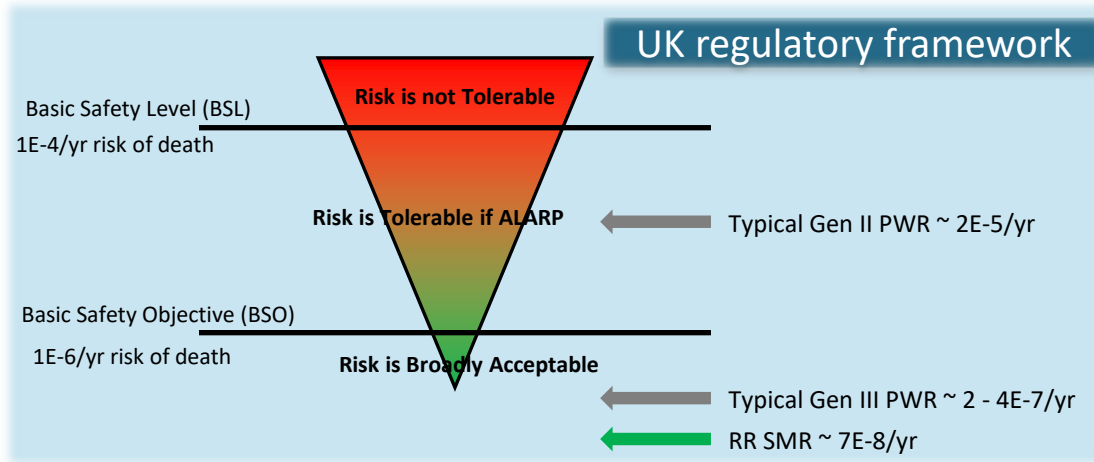 UK regulatory framework
Risk is not Tolerable
Basic Safety Level (BSL)
1E-4/yr risk of death
Risk is Tolerable if ALARP
Typical Gen II PWR ~ 2E-5/yr
Basic Safety Objective (BSO)
1E-6/yr risk of death
Risk is Broadly Acceptable
Typical Gen III PWR ~ 2 - 4E-7/yr
RR SMR ~ 7E-8/yr